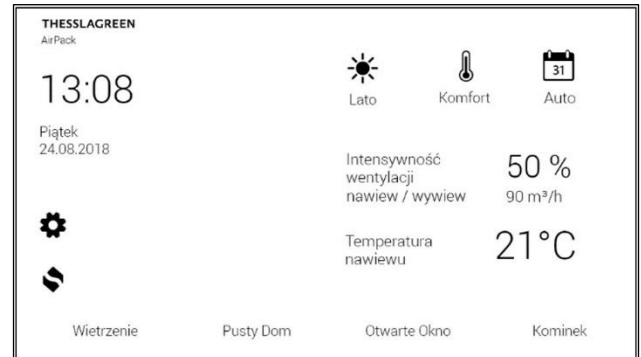 THESSLAGREEN
AirPack
13:08
Piątek
24.08.2018
31
Lato
Komfort
Auto
Intensywność
wentylacji
nawiew / wywiew
50 %
90 m³/h
Temperatura
nawiewu
21°C
Wietrzenie
Pusty Dom
Otwarte Okno
Kominek